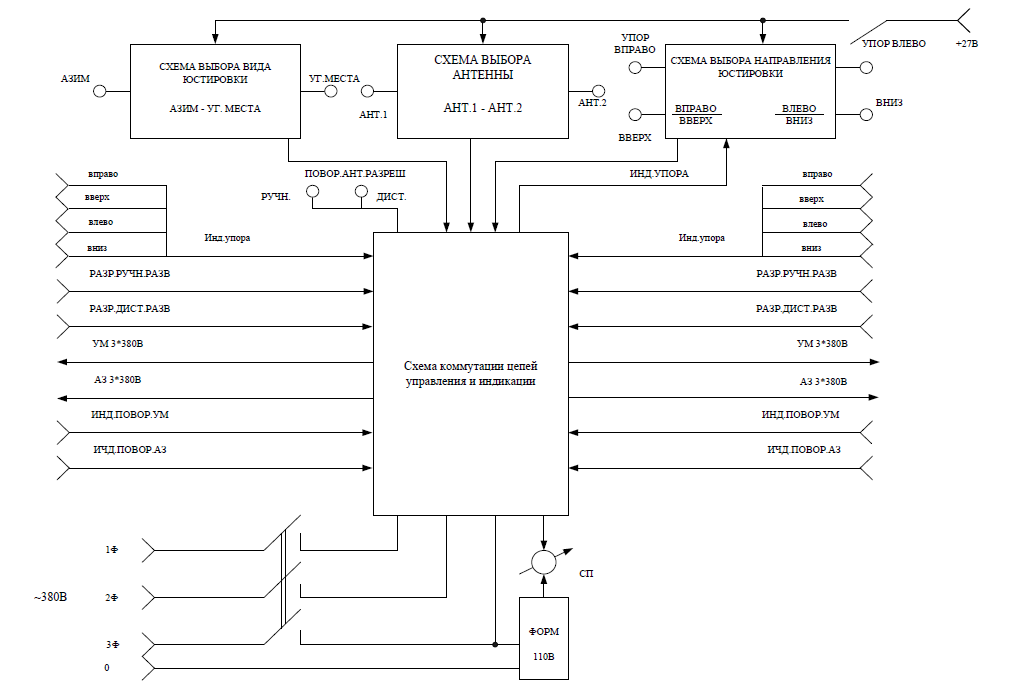 УПОР
ВПРАВО
УПОР ВЛЕВО
+27В
СХЕМА ВЫБОРА ВИДА
ЮСТИРОВКИ
АЗИМ - УГ. МЕСТА
СХЕМА ВЫБОРА
АНТЕННЫ
АНТ.1 - АНТ.2
СХЕМА ВЫБОРА НАПРАВЛЕНИЯ
ЮСТИРОВКИ
ВПРАВО
ВВЕРХ
ВЛЕВО
ВНИЗ
АЗИМ
УГ.МЕСТА
АНТ.1
АНТ.2
ВВЕРХ
ВНИЗ
ПОВОР.АНТ.РАЗРЕШ
РУЧН.
ДИСТ.
ИНД.УПОРА
вправо
вверх
влево
вниз
Инд.упора
РАЗР.РУЧН.РАЗВ
РАЗР.ДИСТ.РАЗВ
УМ 3*380В
АЗ 3*380В
ИНД.ПОВОР.УМ
ИЧД.ПОВОР.АЗ
Схема коммутации цепей
управления и индикации
вправо
вверх
влево
вниз
Инд.упора
РАЗР.РУЧН.РАЗВ
РАЗР.ДИСТ.РАЗВ
УМ 3*380В
АЗ 3*380В
ИНД.ПОВОР.УМ
ИЧД.ПОВОР.АЗ
1Ф
~380В
2Ф
3Ф
0
СП
ФОРМ
110В